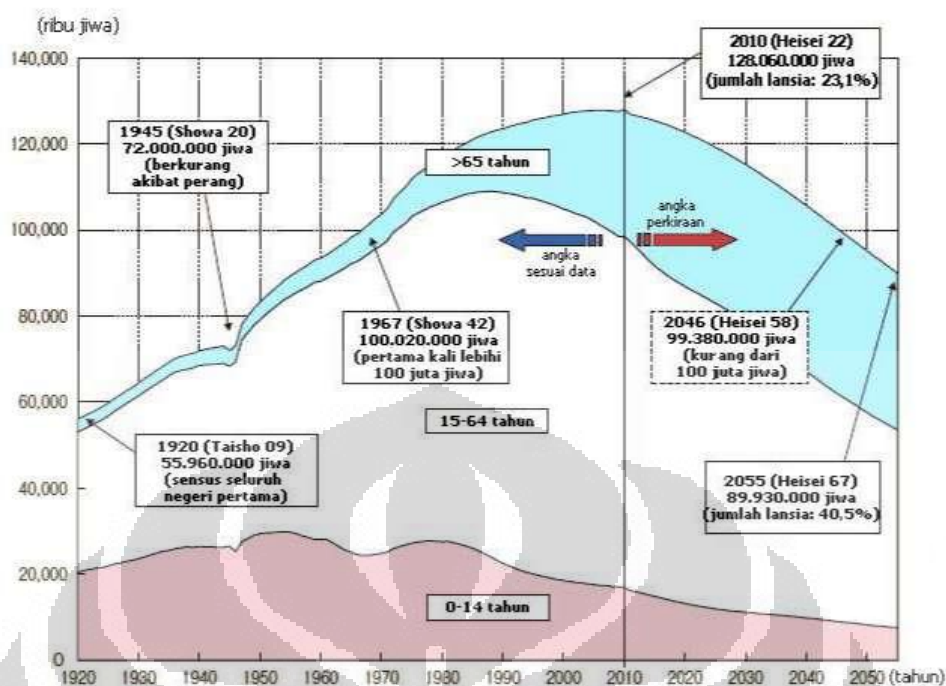 (ribu jiwa)
140,000
120,000
100,000
80,000
60,000
40,000
20,000
0
2010 (Heisei 22)
128.060.000 jiwa
(jumlah lansia: 23,1%)
1945 (Showa 20)
72.000.000 jiwa
(berkurang
akibat perang)
>65 tahun
angka
perkiraan
angka
sesuai data
1967 (Showa 42)
100.020.000 jiwa
(pertama kali lebihi
100 juta jiwa)
2046 (Heisei 58)
99.380.000 jiwa
(kurang dari
100 juta jiwa)
15-64 tahun
1920 (Taisho 09)
55.960.000 jiwa
(sensus seluruh
negeri pertama)
2055 (Heisei 67)
89.930.000 jiwa
(jumlah lansia: 40,5%)
0-14 tahun
1920 1930 1940 1950 1960 1970 1980 1990 2000 2010 2020 2030 2040 2050 (tahun)